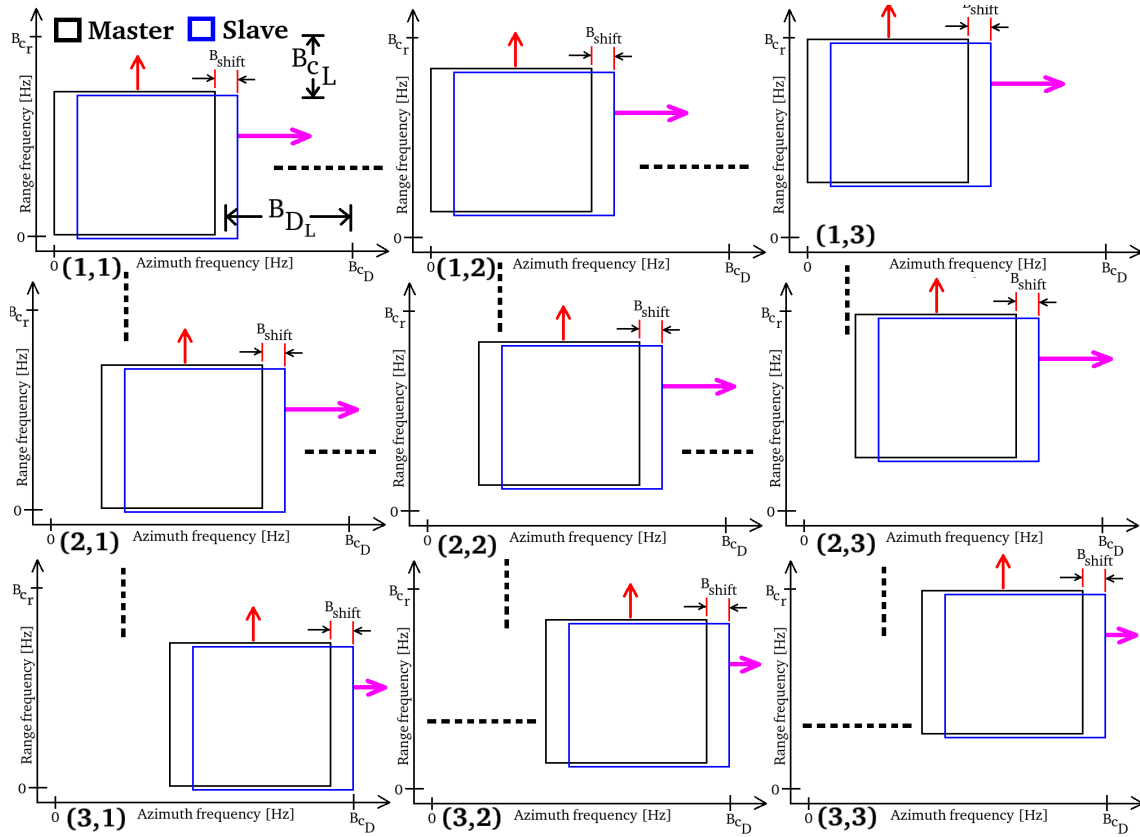 Master Slave
B_shift
B_cr
B_cL
Range frequency [Hz]
B_DL
0
0
(1,1)
Azimuth frequency [Hz]
B_cD
B_shift
B_cr
Range frequency [Hz]
0
0
(1,2)
Azimuth frequency [Hz]
B_cD
shift
B_cr
Range frequency [Hz]
0
(1,3)
0
Azimuth frequency [Hz]
B_cD
B_shift
B_cr
Range frequency [Hz]
0
0
(2,1)
Azimuth frequency [Hz]
B_cD
B_shift
B_cr
Range frequency [Hz]
0
0
(2,2)
Azimuth frequency [Hz]
B_cD
B_shift
B_cr
Range frequency [Hz]
0
0
(2,3)
Azimuth frequency [Hz]
B_cD
B_shift
B_cr
Range frequency [Hz]
0
0
(3,1)
Azimuth frequency [Hz]
B_cD
B_shift
B_cr
Range frequency [Hz]
0
0
(3,2)
Azimuth frequency [Hz]
B_cD
B_shift
B_cr
Range frequency [Hz]
0
0
(3,3)
Azimuth frequency [Hz]
B_cD